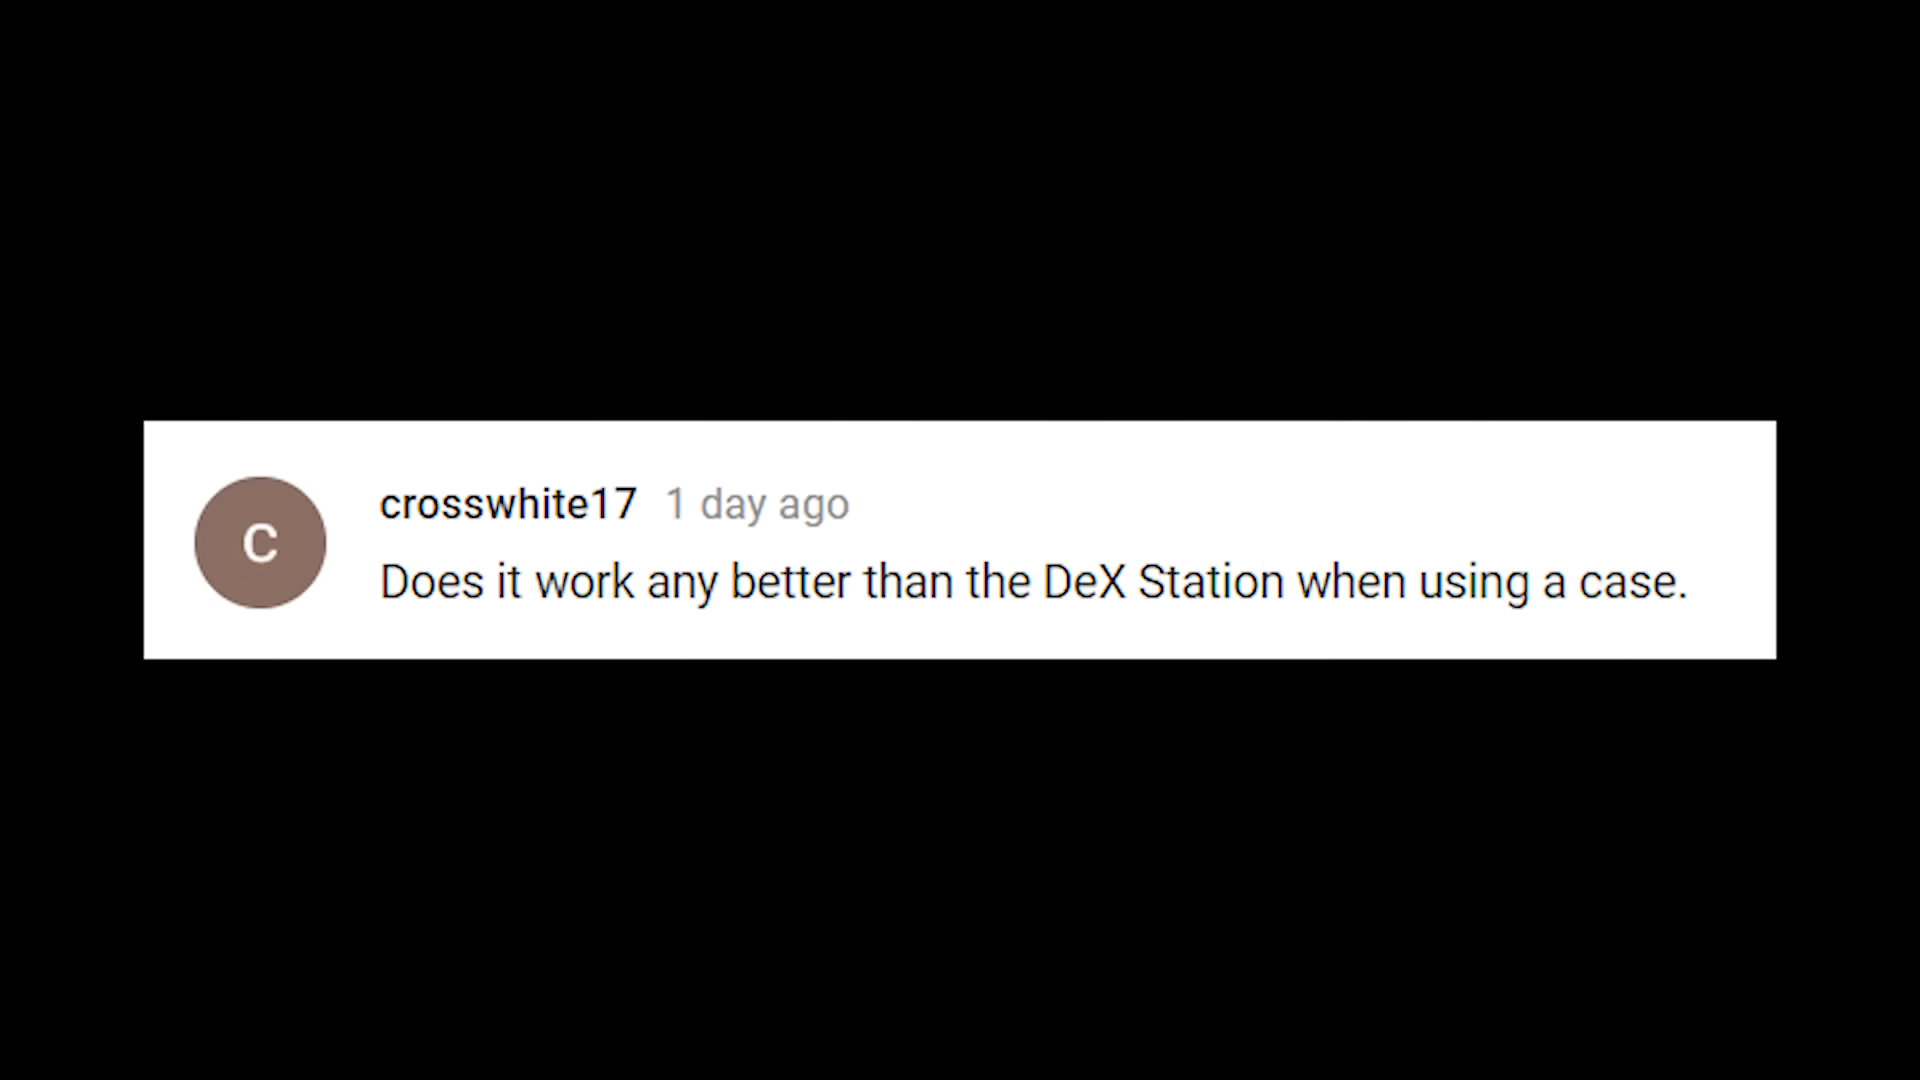 C
crosswhite17 1 day ago
Does it work any better than the DeX Station when using a case.